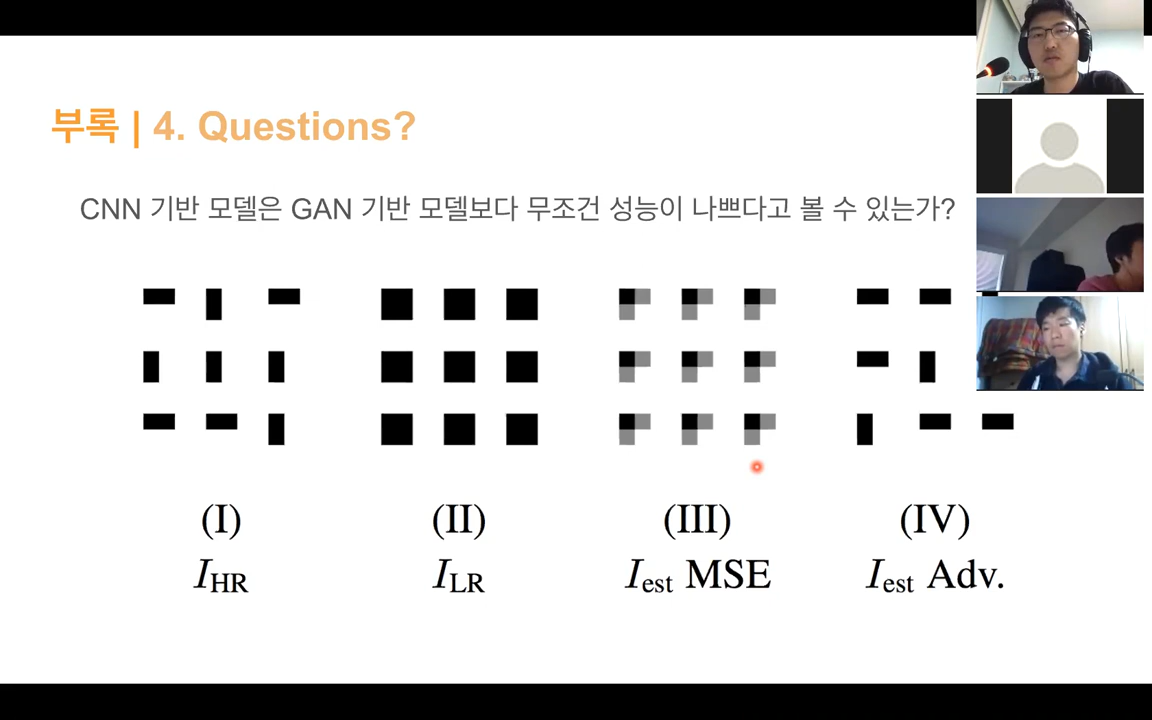 부록 | 4. Questions?
CNN 기반 모델은 GAN 기반 모델보다 무조건 성능이 나쁘다고 볼 수 있는가?
(I) (II) (III) (IV)
I_HR I_LR I_est MSE I_est Adv.